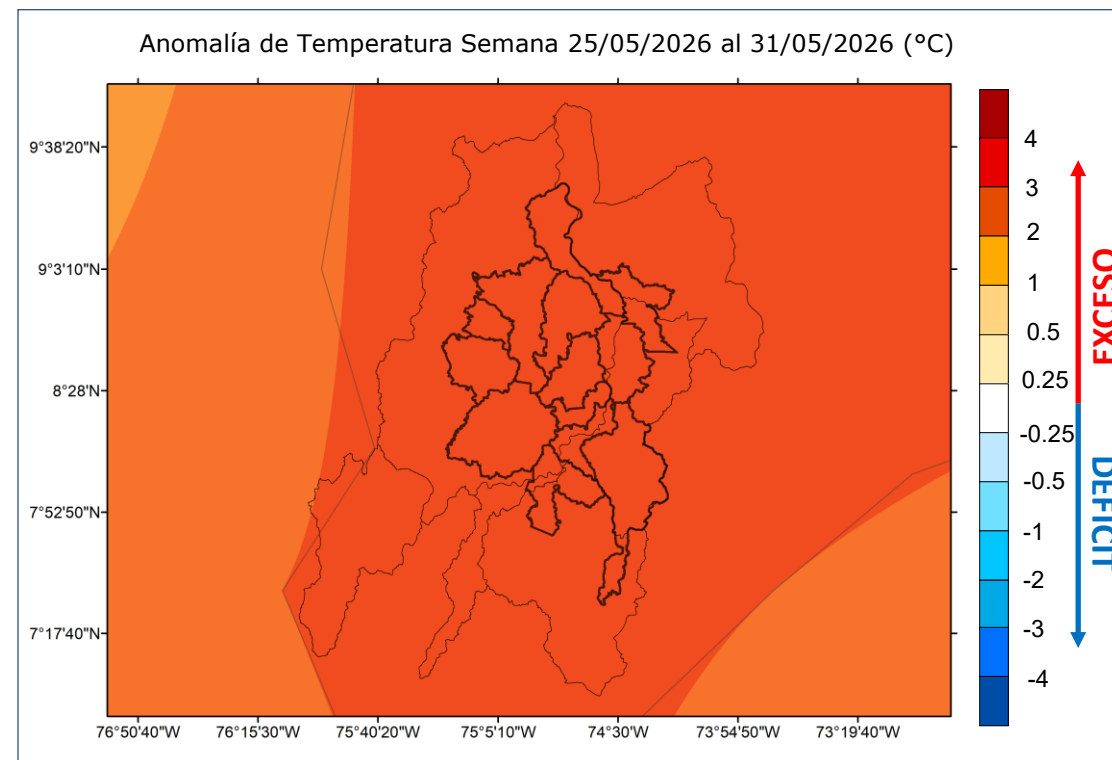 Anomalía de Temperatura Semana 25/05/2026 al 31/05/2026 (°C)
9°38'20"N
9°3'10"N
8°28'N
7°52'50"N
7°17'40"N
76°50'40"W
76°15'30"W
75°40'20"W
75°5'10"W
74°30'W
73°54'50"W
73°19'40"W
4
3
2
1
0.5
0.25
-0.25
-0.5
-1
-2
-3
-4
EXCESO
DEFICIT